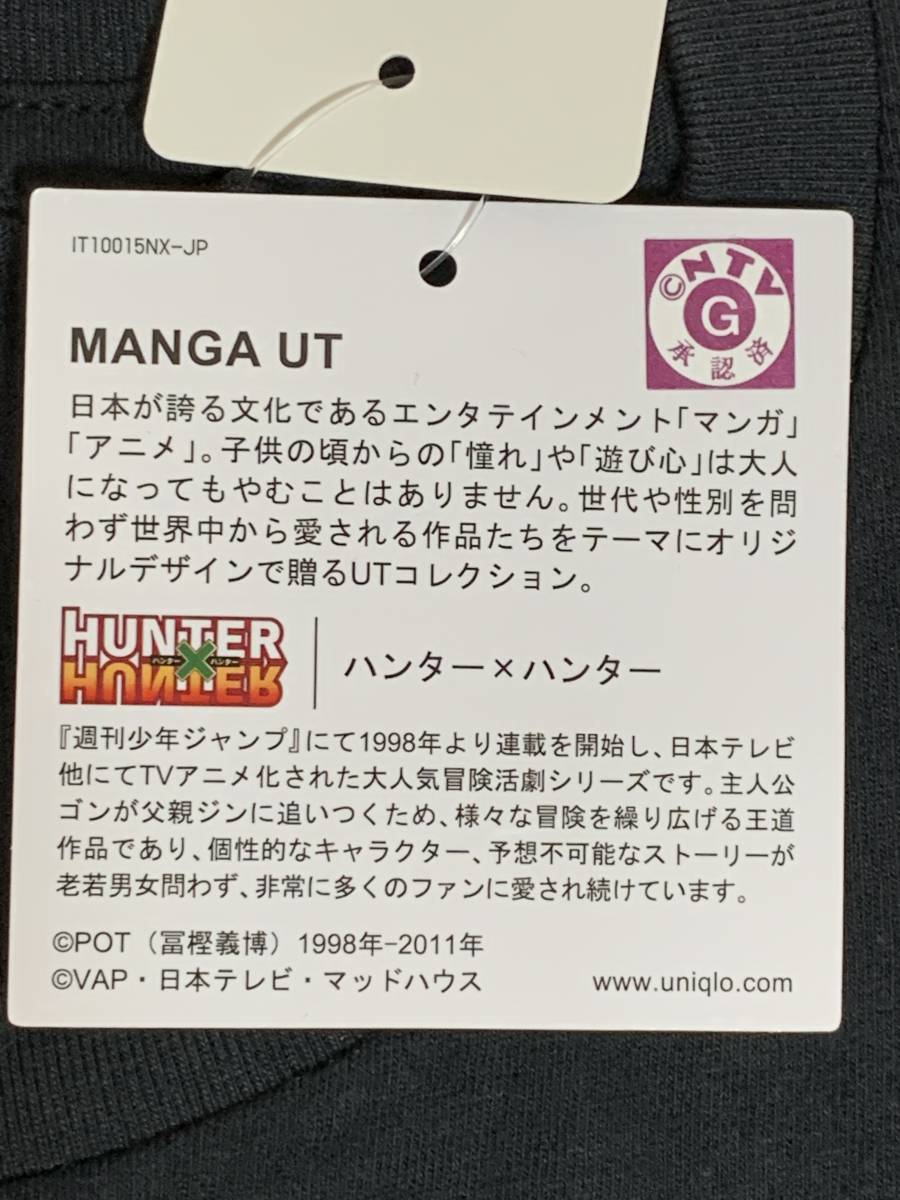 IT10015NX-JP
©NTV
G
承認済
MANGA UT
日本が誇る文化であるエンタテインメント「マンガ」
「アニメ」。子供の頃からの「憧れ」や「遊び心」は大人
になってもやむことはありません。世代や性別を問
わず世界中から愛される作品たちをテーマにオリジ
ナルデザインで贈るUTコレクション。
HUNTER
ハンター×ハンター
HUNTER
ハンター×ハンター
『週刊少年ジャンプ』にて1998年より連載を開始し、日本テレビ
他にてTVアニメ化された大人気冒険活劇シリーズです。主人公
ゴンが父親ジンに追いつくため、様々な冒険を繰り広げる王道
作品であり、個性的なキャラクター、予想不可能なストーリーが
老若男女問わず、非常に多くのファンに愛され続けています。
©POT（冨樫義博）1998年-2011年
©VAP・日本テレビ・マッドハウス
www.uniqlo.com